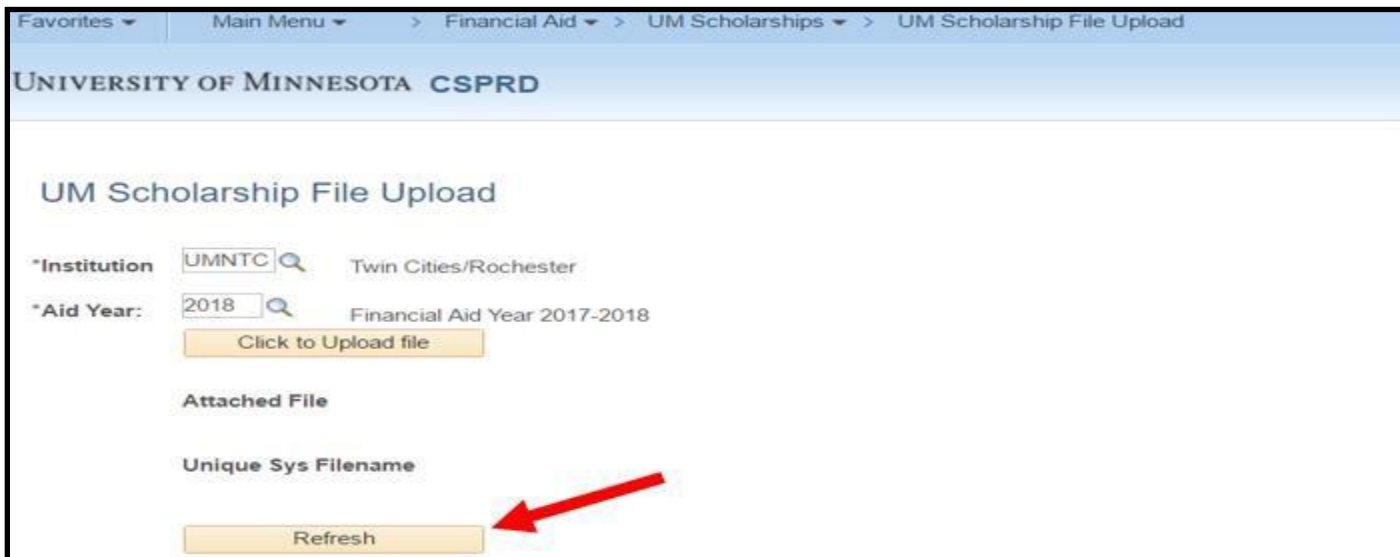 Favorites Main Menu > Financial Aid > UM Scholarships > UM Scholarship File Upload
UNIVERSITY OF MINNESOTA CSPRD
UM Scholarship File Upload
*Institution UMNTC Twin Cities/Rochester
*Aid Year: 2018 Financial Aid Year 2017-2018
Click to Upload file
Attached File
Unique Sys Filename
Refresh